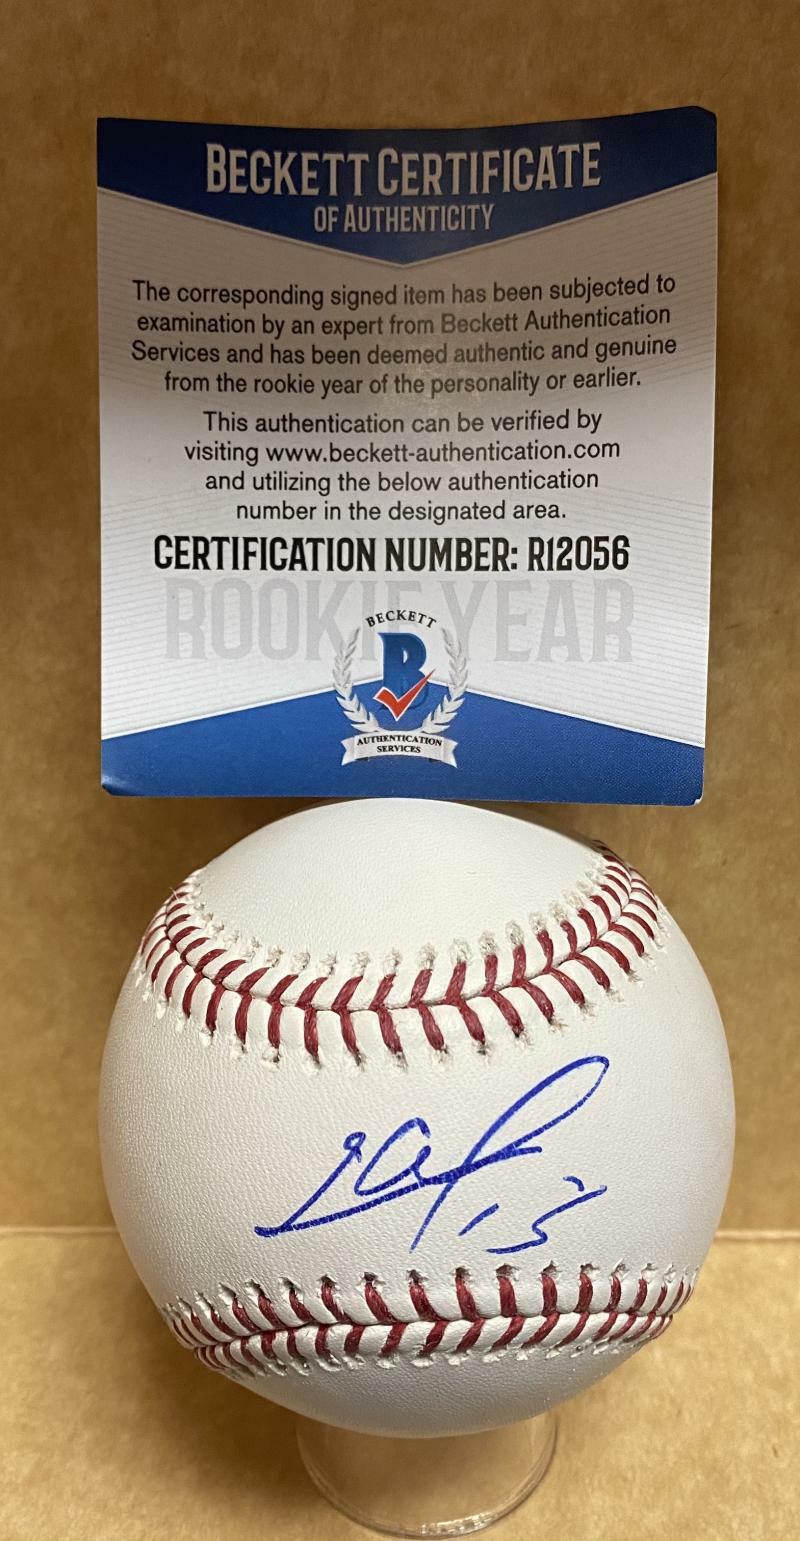 BECKETT CERTIFICATE
OF AUTHENTICITY
The corresponding signed item has been subjected to
examination by an expert from Beckett Authentication
Services and has been deemed authentic and genuine
from the rookie year of the personality or earlier.
This authentication can be verified by
visiting www.beckett-authentication.com
and utilizing the below authentication
number in the designated area.
CERTIFICATION NUMBER: R12056
ROOKIE YEAR
BECKETT
B
AUTHENTICATION
SERVICES